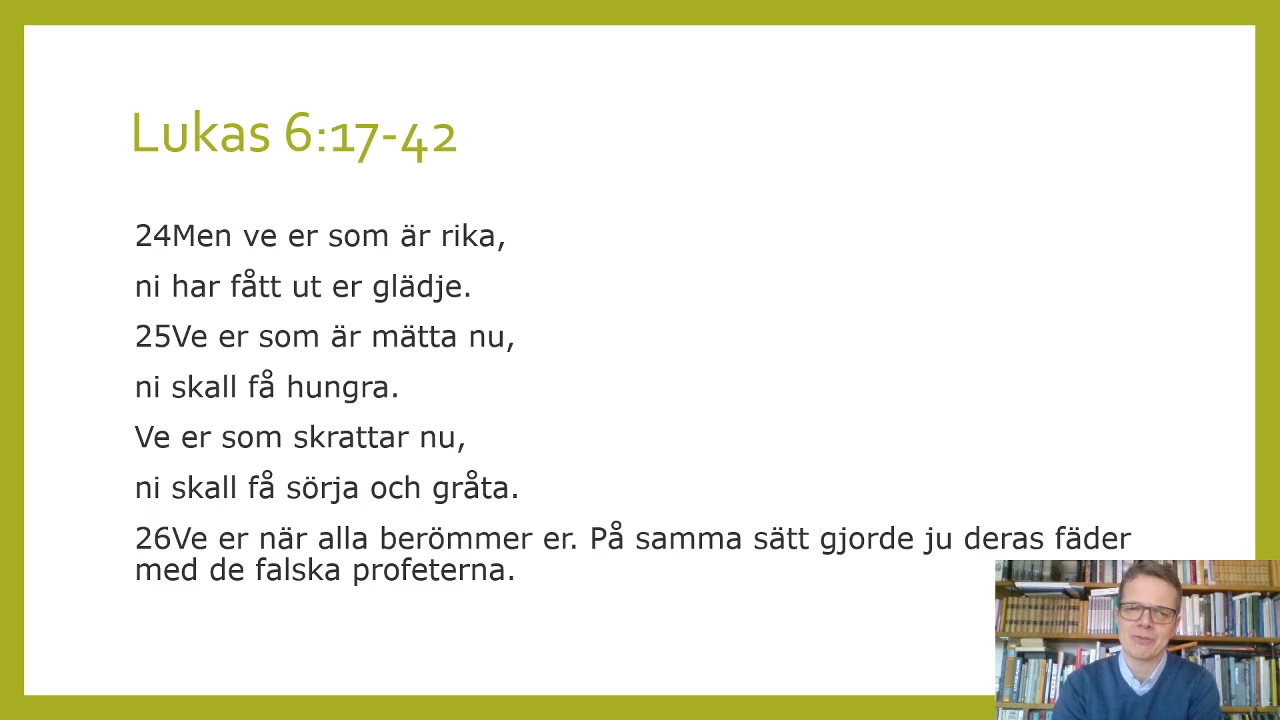 Lukas 6:17-42
24Men ve er som är rika,
ni har fått ut er glädje.
25Ve er som är mätta nu,
ni skall få hungra.
Ve er som skrattar nu,
ni skall få sörja och gråta.
26Ve er när alla berömmer er. På samma sätt gjorde ju deras fäder
med de falska profeterna.